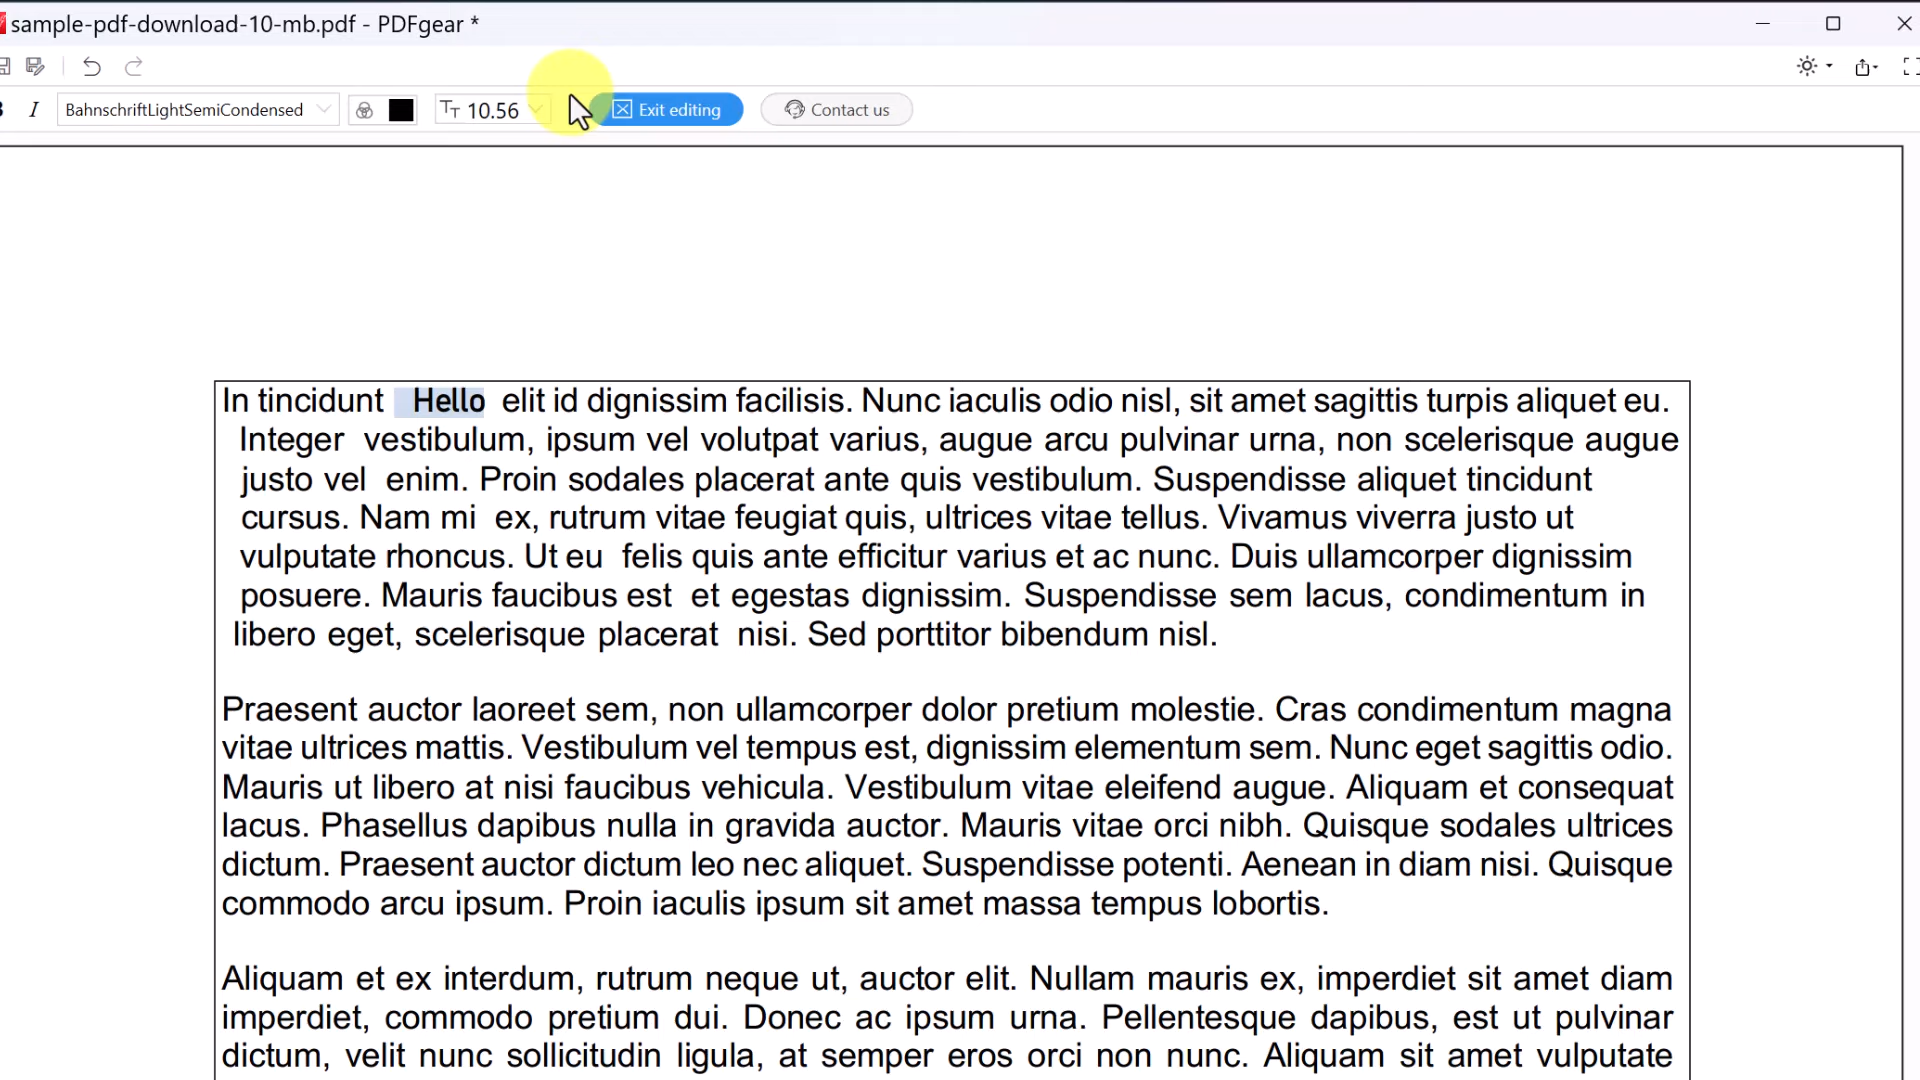 sample-pdf-download-10-mb.pdf - PDFgear *
I BahnschriftLightSemiCondensed TT 10.56 Exit editing Contact us
In tincidunt Hello elit id dignissim facilisis. Nunc iaculis odio nisl, sit amet sagittis turpis aliquet eu.
Integer vestibulum, ipsum vel volutpat varius, augue arcu pulvinar urna, non scelerisque augue
justo vel enim. Proin sodales placerat ante quis vestibulum. Suspendisse aliquet tincidunt
cursus. Nam mi ex, rutrum vitae feugiat quis, ultrices vitae tellus. Vivamus viverra justo ut
vulputate rhoncus. Ut eu felis quis ante efficitur varius et ac nunc. Duis ullamcorper dignissim
posuere. Mauris faucibus est et egestas dignissim. Suspendisse sem lacus, condimentum in
libero eget, scelerisque placerat nisi. Sed porttitor bibendum nisl.
Praesent auctor laoreet sem, non ullamcorper dolor pretium molestie. Cras condimentum magna
vitae ultrices mattis. Vestibulum vel tempus est, dignissim elementum sem. Nunc eget sagittis odio.
Mauris ut libero at nisi faucibus vehicula. Vestibulum vitae eleifend augue. Aliquam et consequat
lacus. Phasellus dapibus nulla in gravida auctor. Mauris vitae orci nibh. Quisque sodales ultrices
dictum. Praesent auctor dictum leo nec aliquet. Suspendisse potenti. Aenean in diam nisi. Quisque
commodo arcu ipsum. Proin iaculis ipsum sit amet massa tempus lobortis.
Aliquam et ex interdum, rutrum neque ut, auctor elit. Nullam mauris ex, imperdiet sit amet diam
imperdiet, commodo pretium dui. Donec ac ipsum urna. Pellentesque dapibus, est ut pulvinar
dictum, velit nunc sollicitudin ligula, at semper eros orci non nunc. Aliquam sit amet vulputate